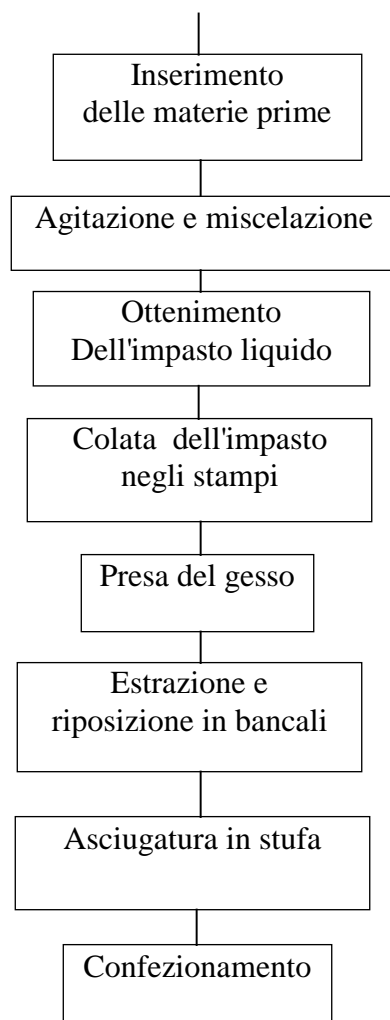 Inserimento
delle materie prime
Agitazione e miscelazione
Ottenimento
Dell'impasto liquido
Colata dell'impasto
negli stampi
Presa del gesso
Estrazione e
riposizione in bancali
Asciugatura in stufa
Confezionamento